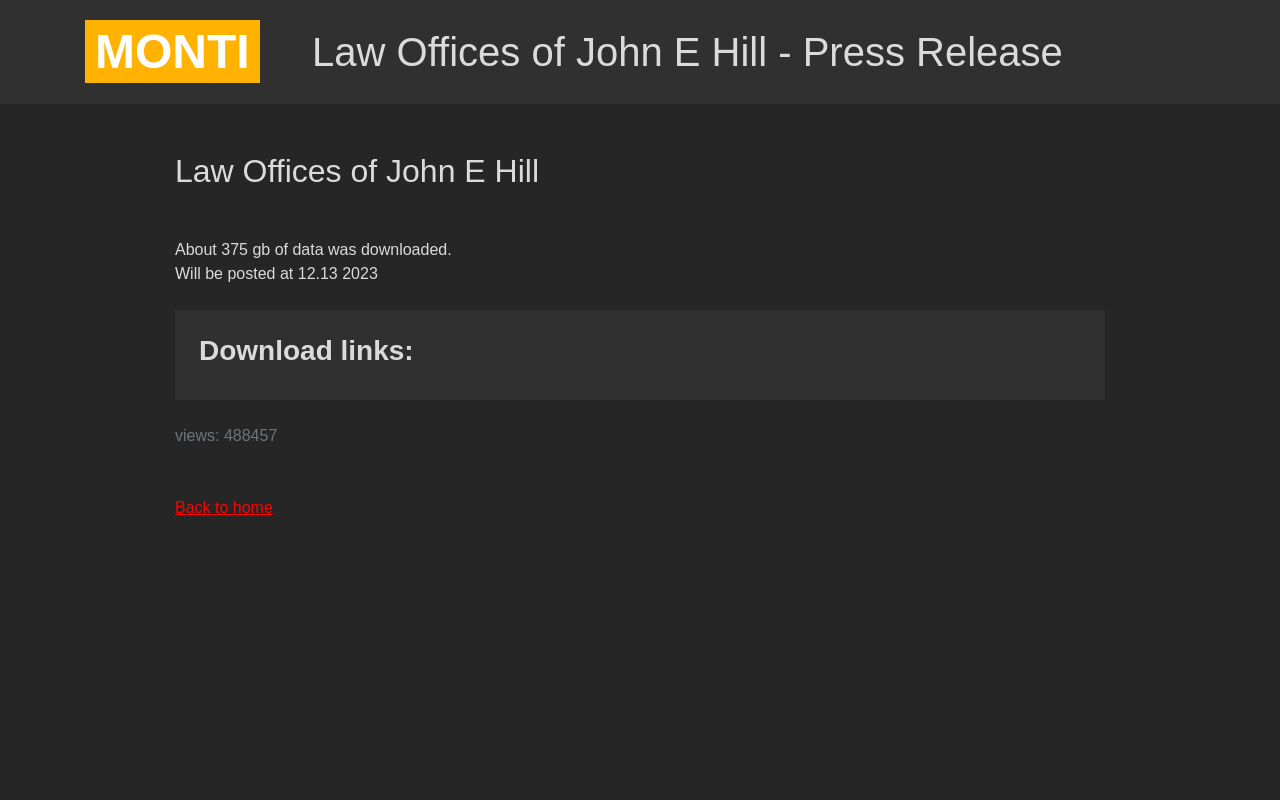 MONTI
Law Offices of John E Hill - Press Release
Law Offices of John E Hill
About 375 gb of data was downloaded.
Will be posted at 12.13 2023
Download links:
views: 488457
Back to home